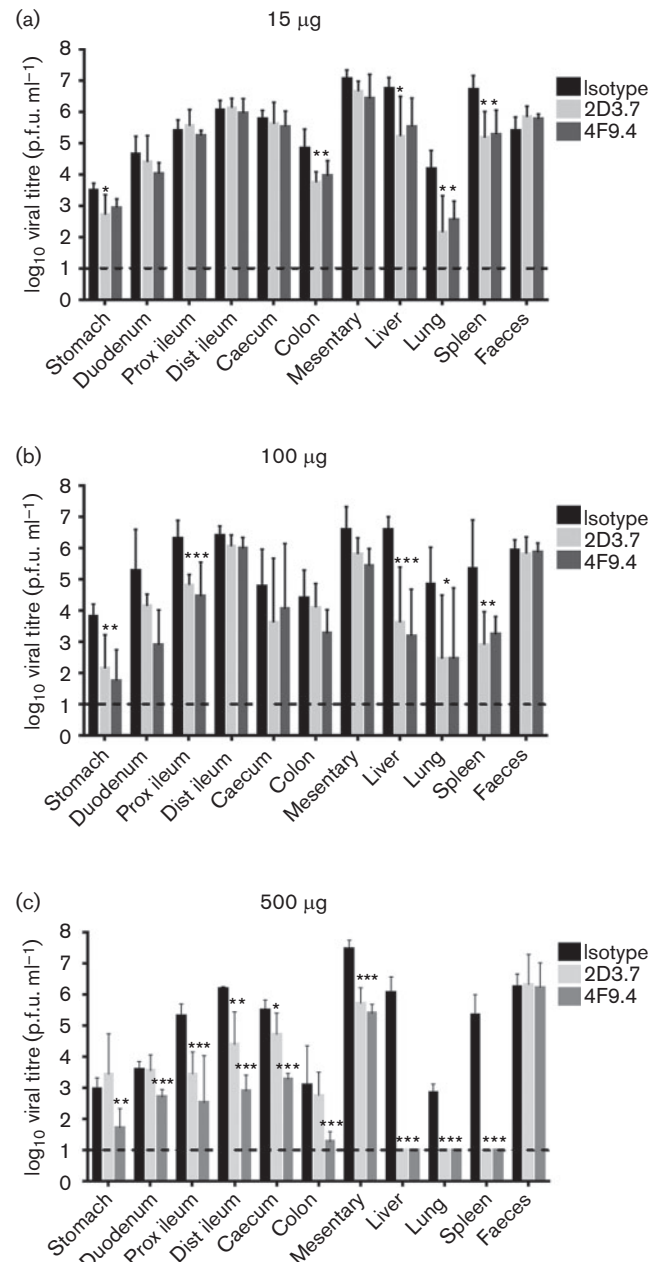 (a)
15 μg
log₁₀ viral titre (p.f.u. ml⁻¹)
8
7
6
5
4
3
2
1
0
*
**
*
**
**
Isotype
2D3.7
4F9.4
Stomach
Duodenum
Prox ileum
Dist ileum
Caecum
Colon
Mesentary
Liver
Lung
Spleen
Faeces
(b)
100 μg
log₁₀ viral titre (p.f.u. ml⁻¹)
8
7
6
5
4
3
2
1
0
**
***
***
*
**
Isotype
2D3.7
4F9.4
Stomach
Duodenum
Prox ileum
Dist ileum
Caecum
Colon
Mesentary
Liver
Lung
Spleen
Faeces
(c)
500 μg
log₁₀ viral titre (p.f.u. ml⁻¹)
8
7
6
5
4
3
2
1
0
**
***
***
**
***
*
***
***
***
***
***
***
Isotype
2D3.7
4F9.4
Stomach
Duodenum
Prox ileum
Dist ileum
Caecum
Colon
Mesentary
Liver
Lung
Spleen
Faeces